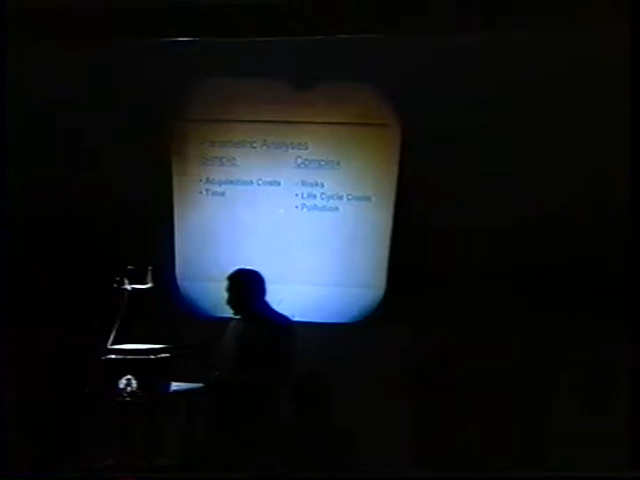 Parametric Analyses
Simple Complex
• Acquisition Costs • Risks
• Time • Life Cycle Costs
• Pollution